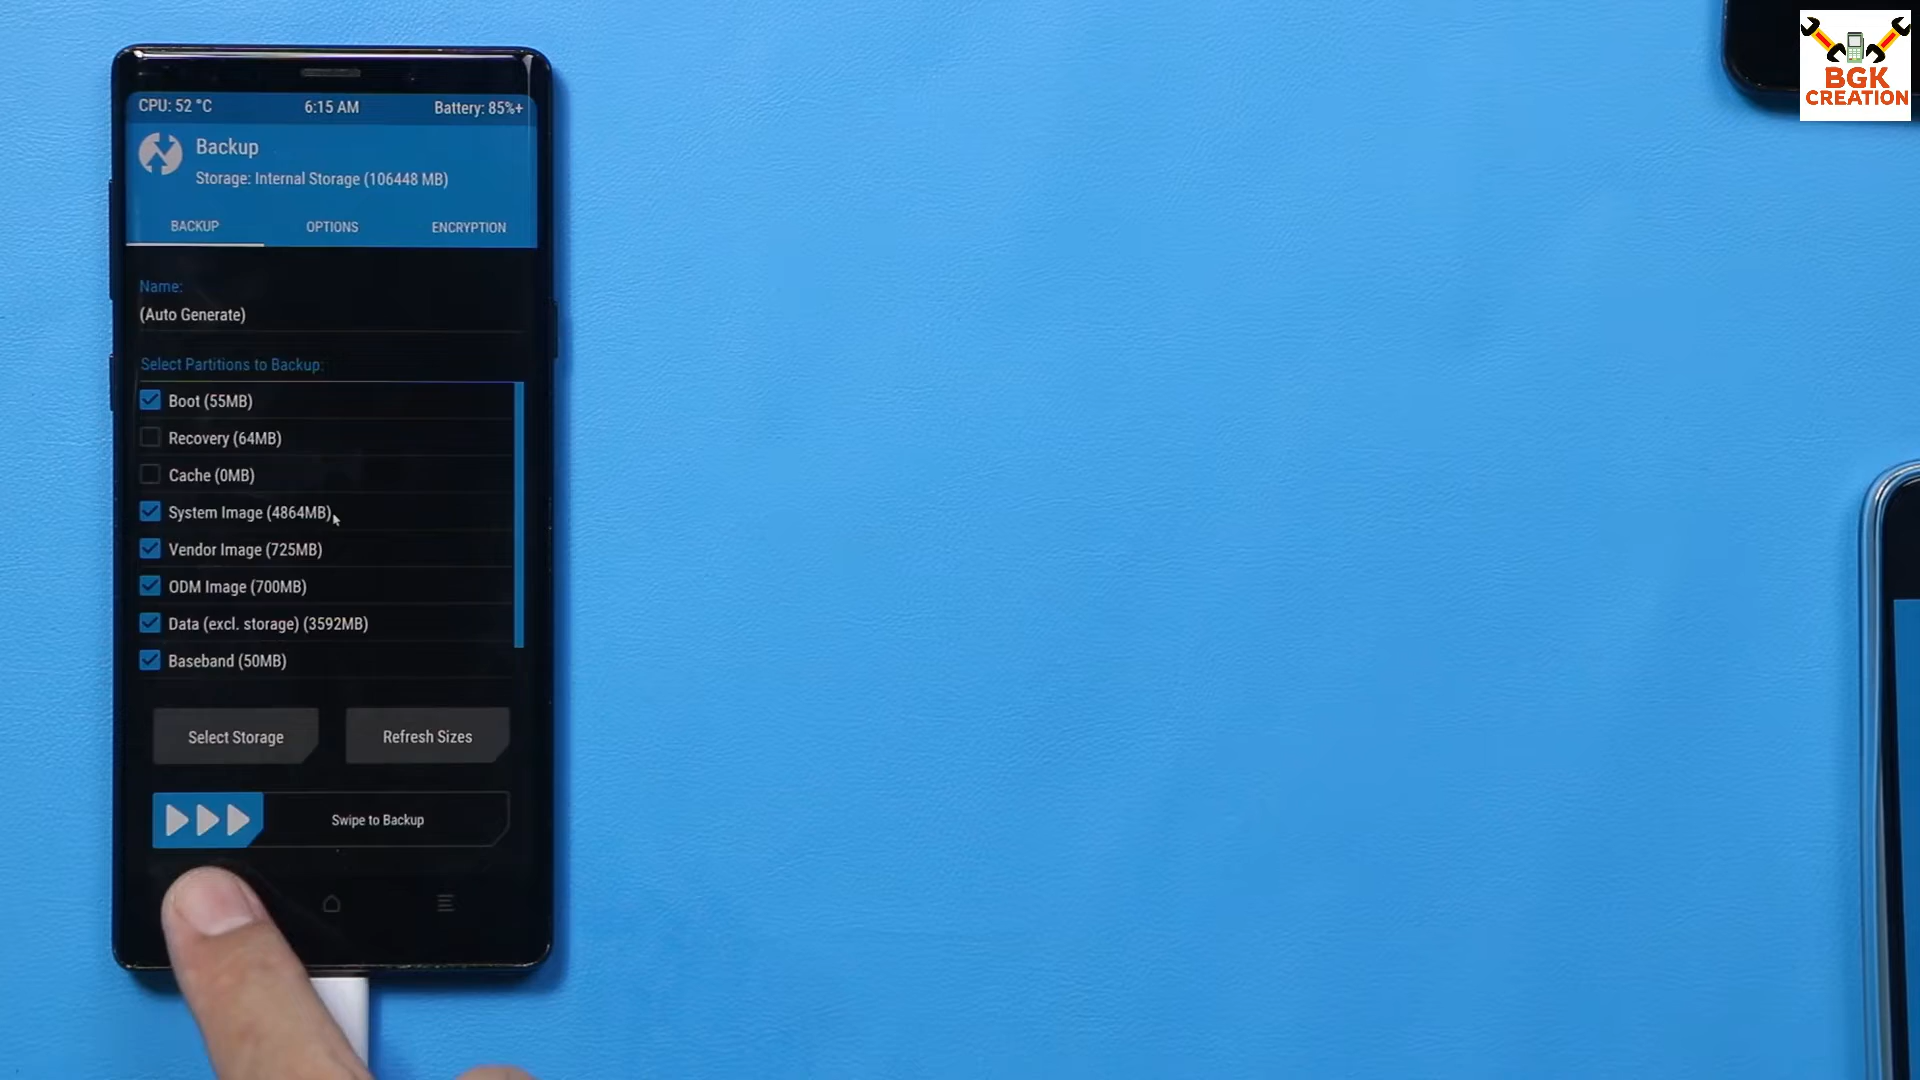 BGK
CREATION
CPU: 52 °C 6:15 AM Battery: 85%+
Backup
Storage: Internal Storage (106448 MB)
BACKUP OPTIONS ENCRYPTION
Name:
(Auto Generate)
Select Partitions to Backup:
Boot (55MB)
Recovery (64MB)
Cache (0MB)
System Image (4864MB)
Vendor Image (725MB)
ODM Image (700MB)
Data (excl. storage) (3592MB)
Baseband (50MB)
Select Storage Refresh Sizes
Swipe to Backup